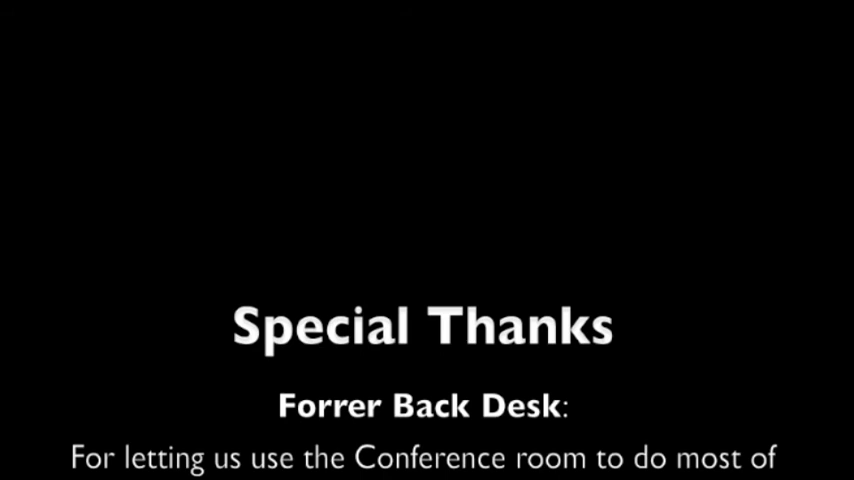 Special Thanks
Forrer Back Desk:
For letting us use the Conference room to do most of